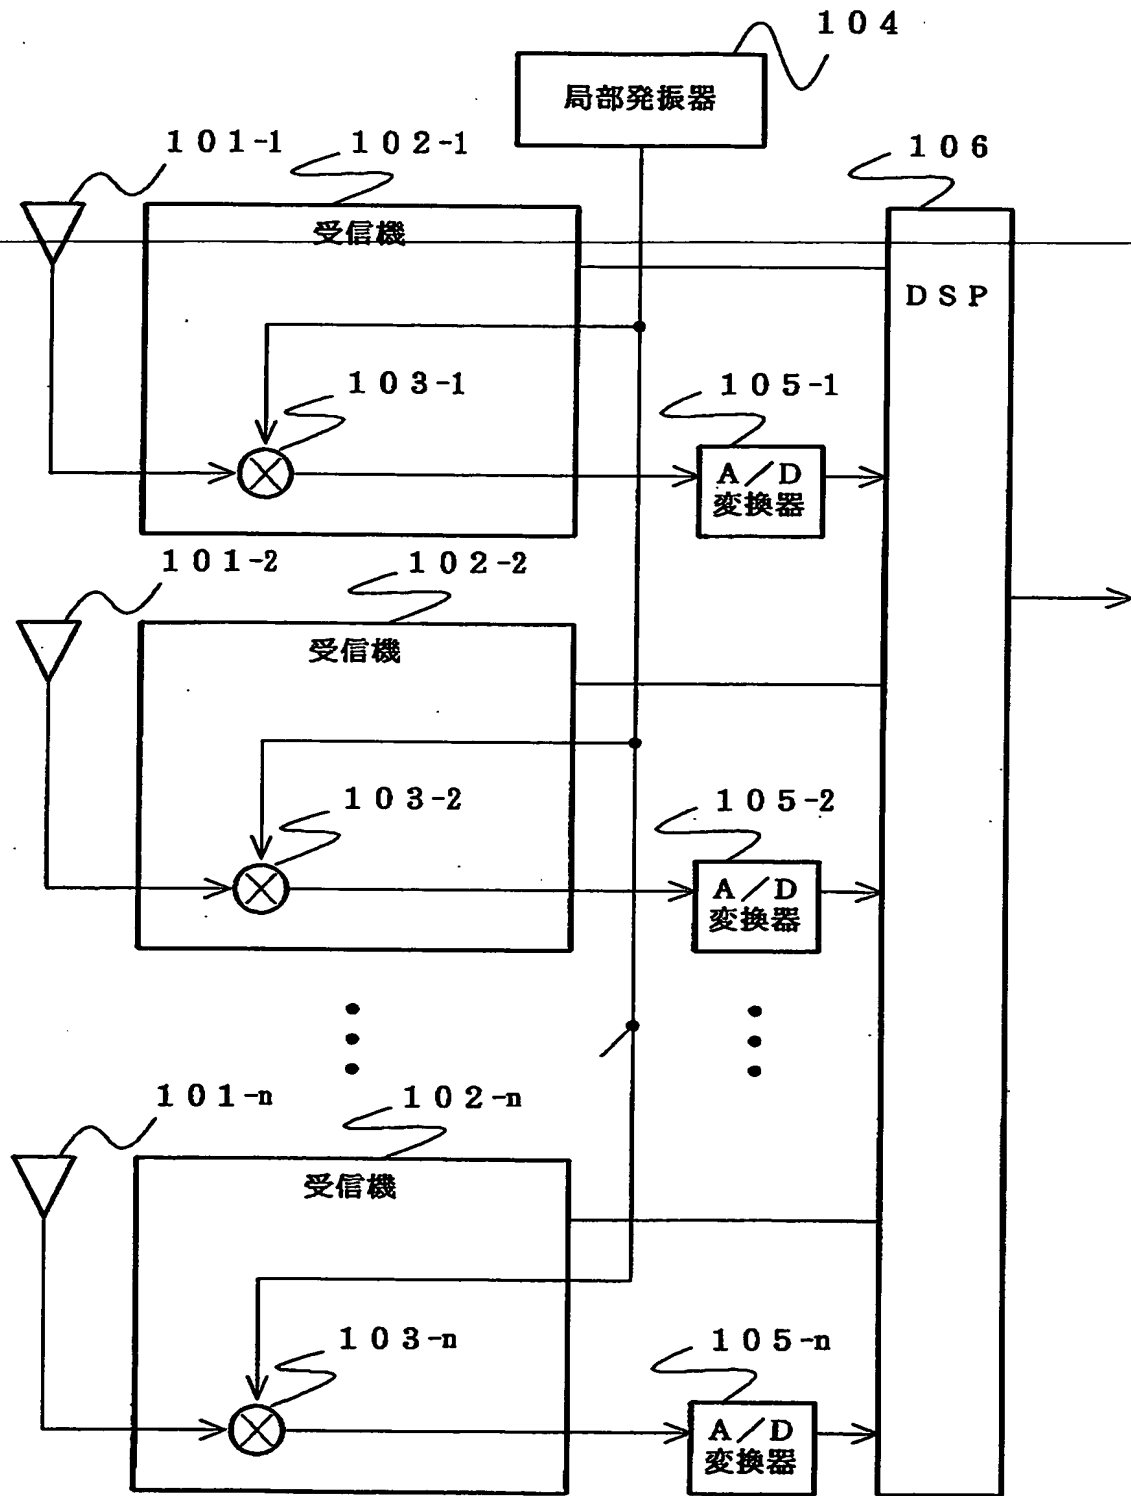 104
局部発振器
101-1
102-1
106
受信機
DSP
103-1
105-1
A/D
変換器
101-2
102-2
受信機
103-2
105-2
A/D
変換器
101-n
102-n
受信機
103-n
105-n
A/D
変換器